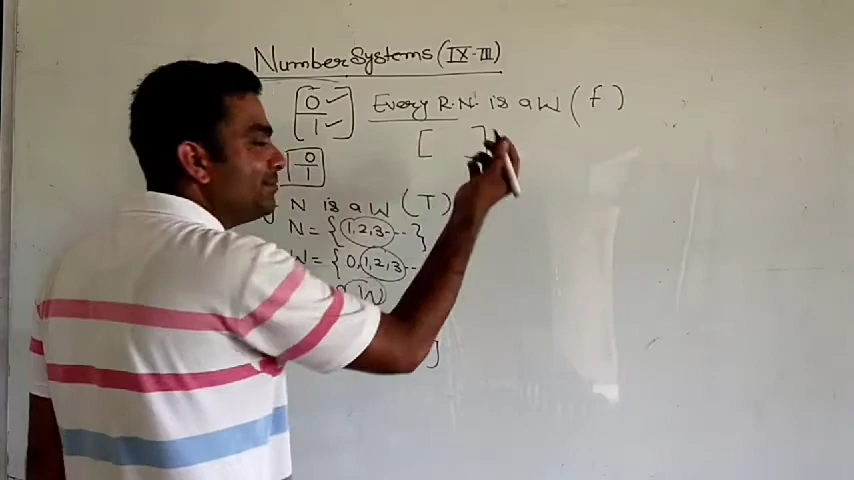 Number Systems (IX-III)
[0 ✓ Every R.N. is a W (f)
1 ✓] [ ]
0/1
N is a W (T)
N = {1,2,3....}
W = {0,1,2,3...
W
]